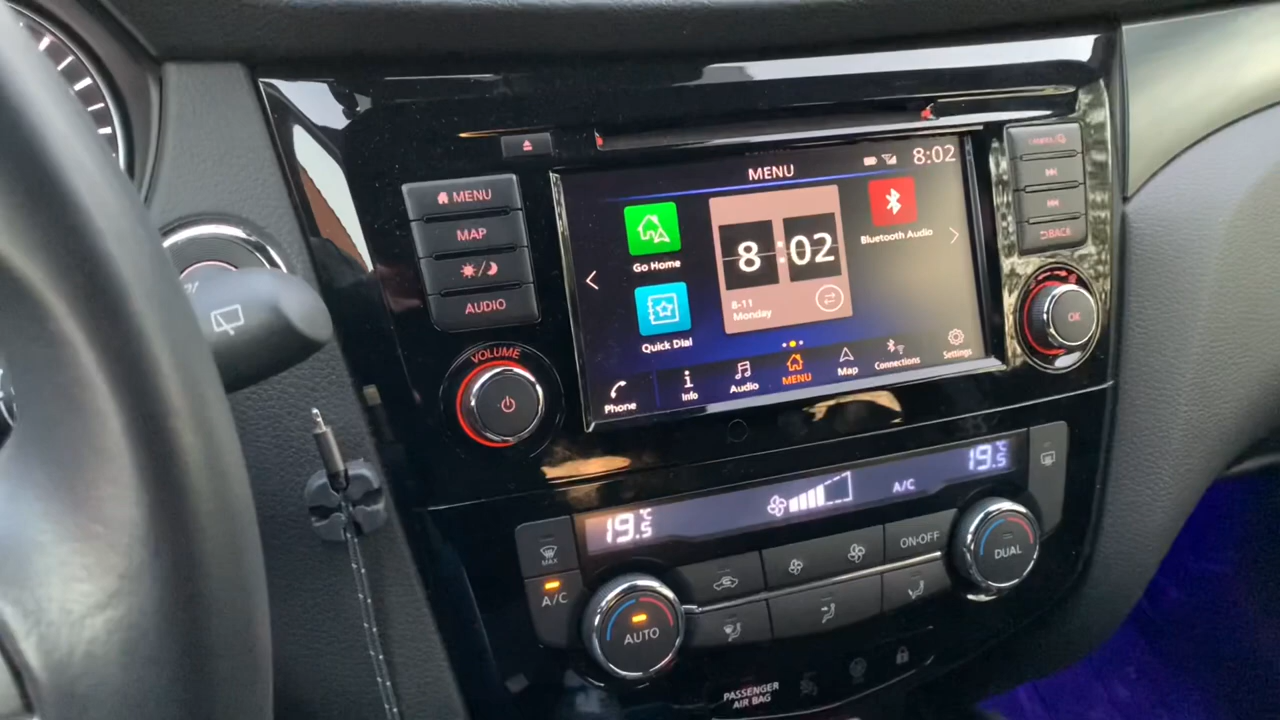 MENU
MAP
AUDIO
VOLUME
MENU
8:02
Go Home
Quick Dial
8:02
8-11
Monday
Bluetooth Audio
Phone
Info
Audio
MENU
Map
Connections
Settings
BACK
OK
19.5°C
A/C
19.5°C
MAX
A/C
AUTO
ON·OFF
DUAL
PASSENGER
AIR BAG